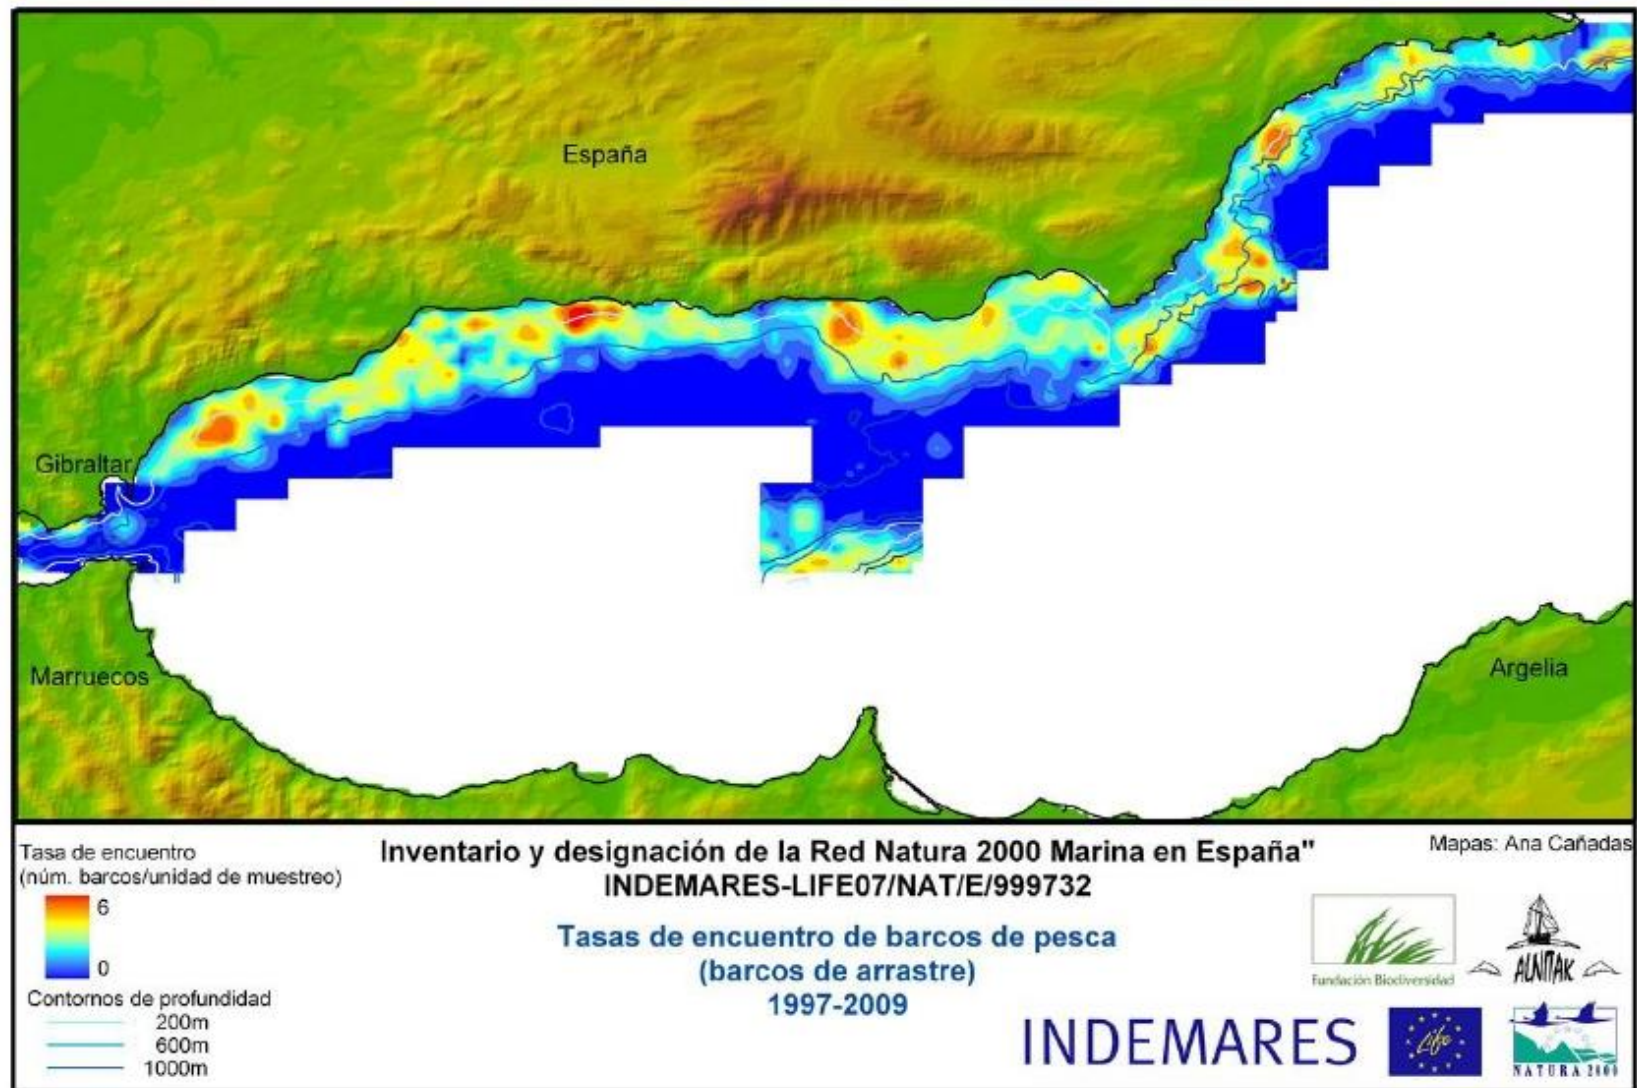 España
Gibraltar
Marruecos
Argelia
Tasa de encuentro
(núm. barcos/unidad de muestreo)
6
0
Contornos de profundidad
200m
600m
1000m
Inventario y designación de la Red Natura 2000 Marina en España"
INDEMARES-LIFE07/NAT/E/999732
Tasas de encuentro de barcos de pesca
(barcos de arrastre)
1997-2009
Mapas: Ana Cañadas
Fundación Biodiversidad
ALNITAK
INDEMARES
Life
NATURA 2000